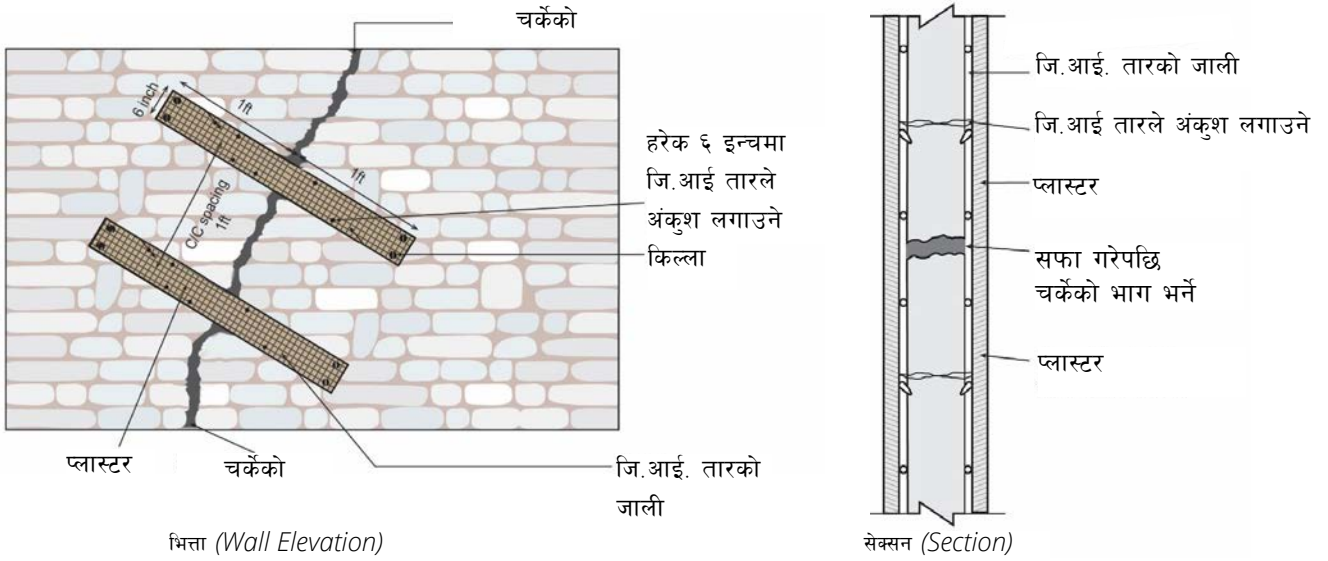 चर्केको
6 inch
1ft
1ft
C/C spacing
1ft
हरेक ६ इन्चमा
जि.आई तारले
अंकुश लगाउने
किल्ला
प्लास्टर
चर्केको
जि.आई. तारको
जाली
भित्ता (Wall Elevation)
जि.आई. तारको जाली
जि.आई तारले अंकुश लगाउने
प्लास्टर
सफा गरेपछि
चर्केको भाग भर्ने
प्लास्टर
सेक्सन (Section)